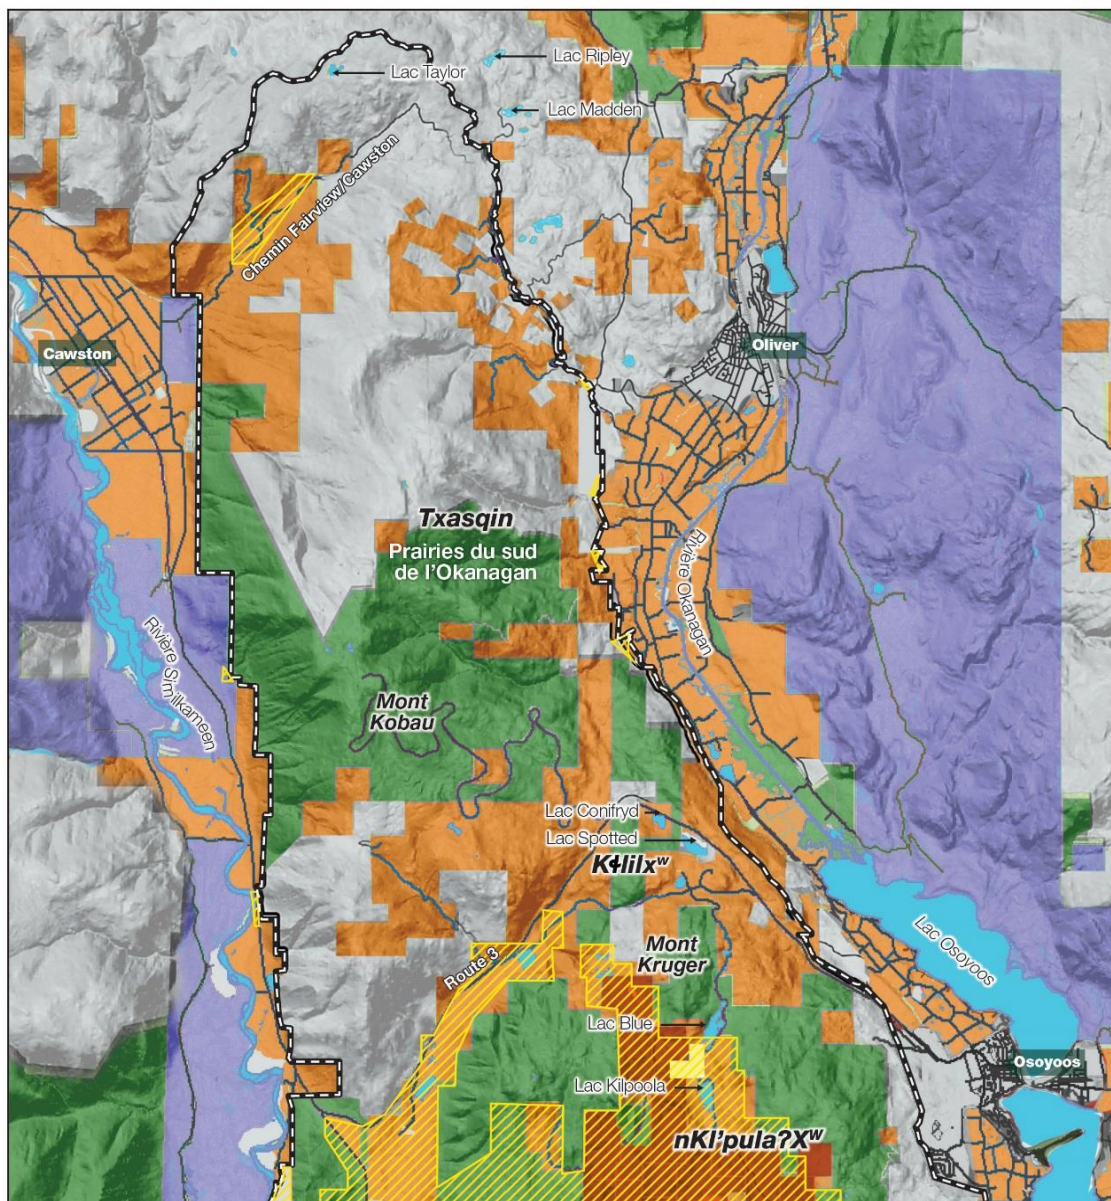 Lac Ripley
Lac Taylor
Lac Madden
Chemin Fairview/Cawston
Cawston
Oliver
Txasqin
Prairies du sud
de l'Okanagan
Rivière Okanagan
Rivière Similkameen
Mont
Kobau
Lac Conifryd
Lac Spotted
Kɬlilxʷ
Mont
Kruger
Route 3
Lac Osoyoos
Lac Blue
Osoyoos
Lac Kilpoola
nKl'pula?Xʷ